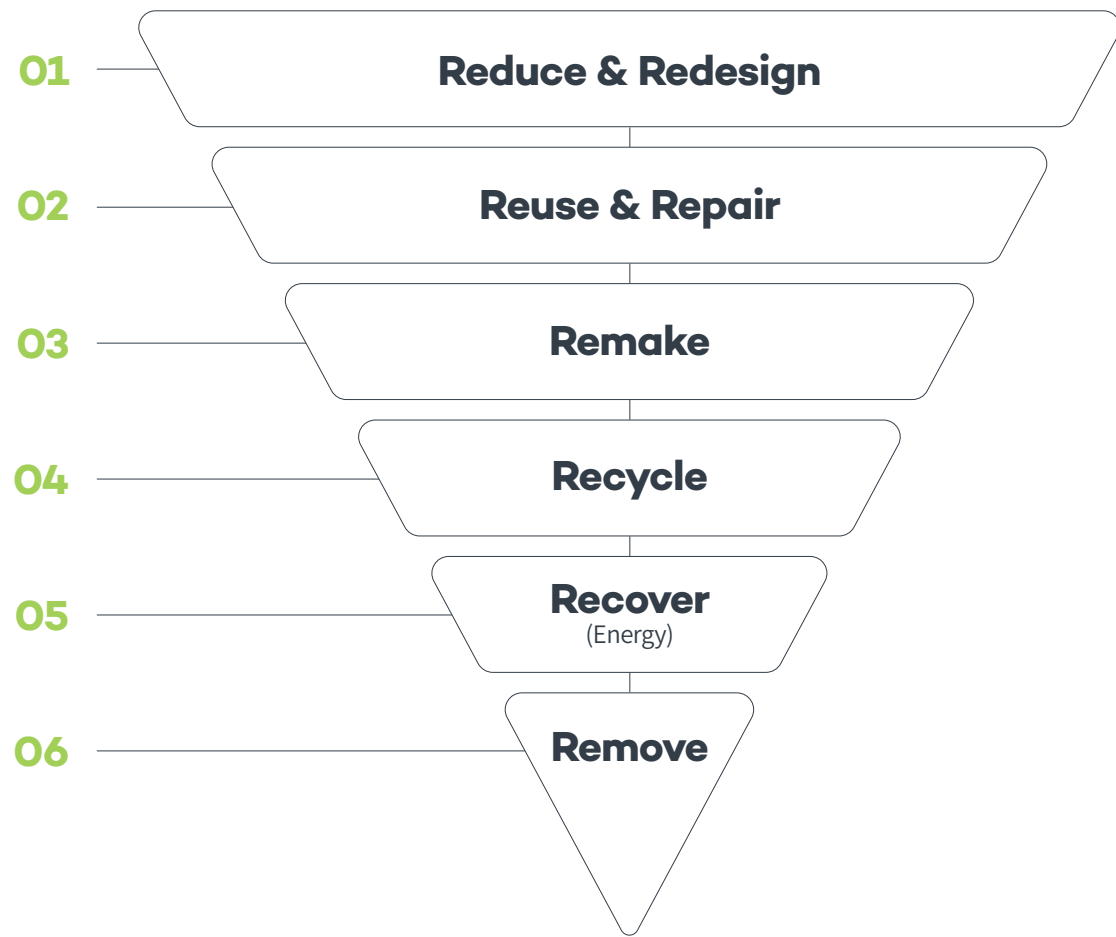 01
Reduce & Redesign
02
Reuse & Repair
03
Remake
04
Recycle
05
Recover
(Energy)
06
Remove